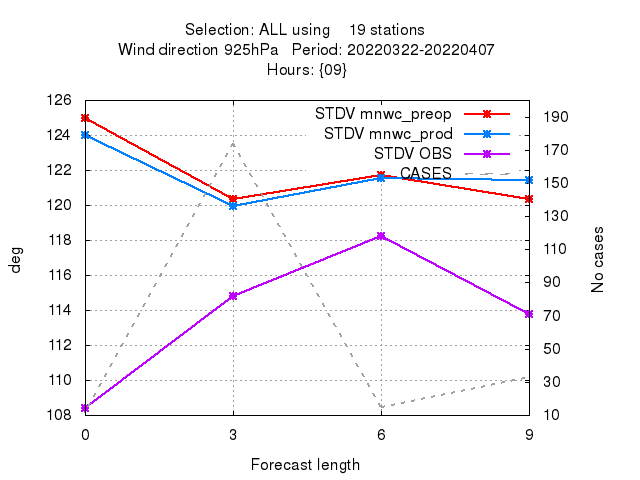 Selection: ALL using    19 stations
Wind direction 925hPa   Period: 20220322-20220407
Hours: {09}
STDV mnwc_preop
STDV mnwc_prod
STDV OBS
CASES
deg
126
124
122
120
118
116
114
112
110
108
190
170
150
130
110
90
70
50
30
10
No cases
0 3 6 9
Forecast length